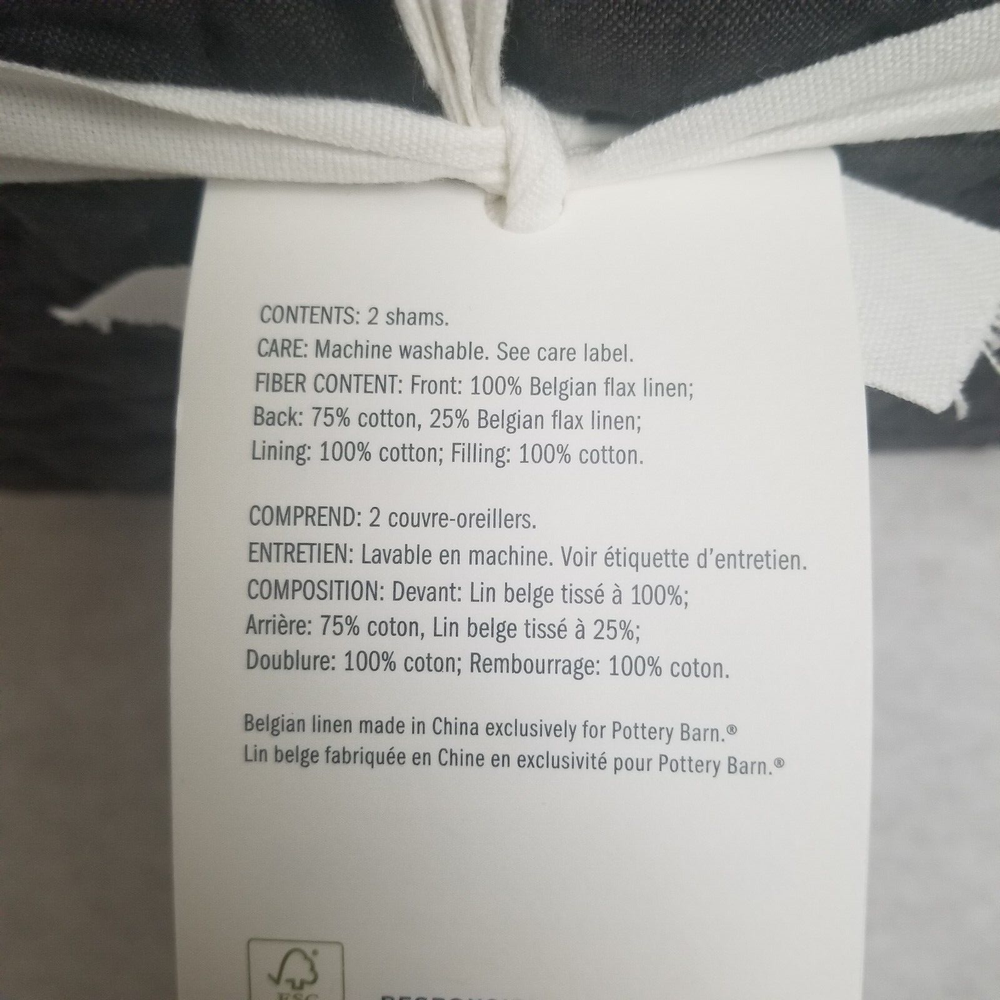 CONTENTS: 2 shams.
CARE: Machine washable. See care label.
FIBER CONTENT: Front: 100% Belgian flax linen;
Back: 75% cotton, 25% Belgian flax linen;
Lining: 100% cotton; Filling: 100% cotton.
COMPREND: 2 couvre-oreillers.
ENTRETIEN: Lavable en machine. Voir étiquette d'entretien.
COMPOSITION: Devant: Lin belge tissé à 100%;
Arrière: 75% coton, Lin belge tissé à 25%;
Doublure: 100% coton; Rembourrage: 100% coton.
Belgian linen made in China exclusively for Pottery Barn.®
Lin belge fabriquée en Chine en exclusivité pour Pottery Barn.®
FSC